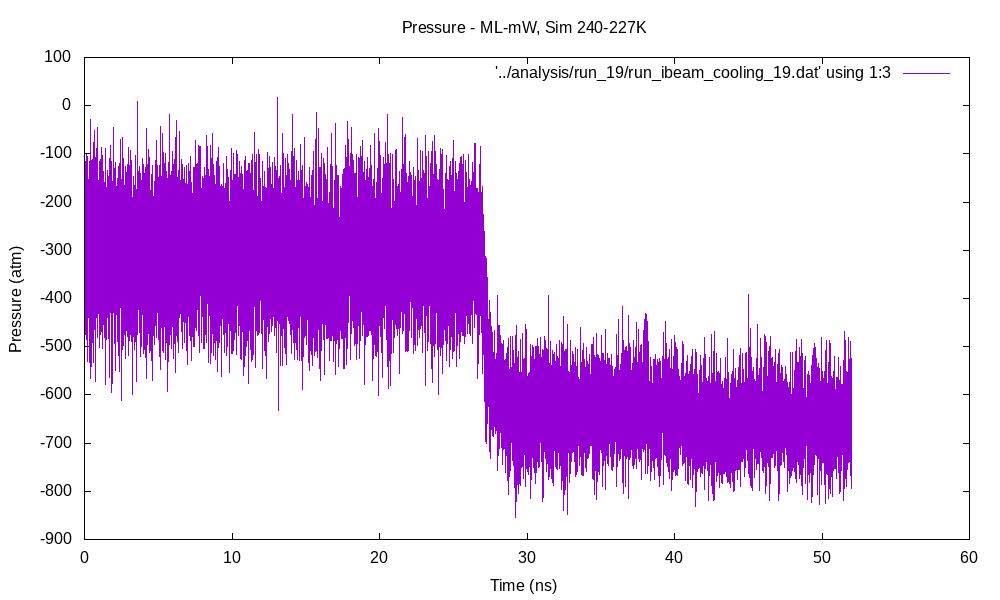 Pressure - ML-mW, Sim 240-227K
'../analysis/run_19/run_ibeam_cooling_19.dat' using 1:3
100
0
-100
-200
-300
-400
-500
-600
-700
-800
-900
Pressure (atm)
0 10 20 30 40 50 60
Time (ns)